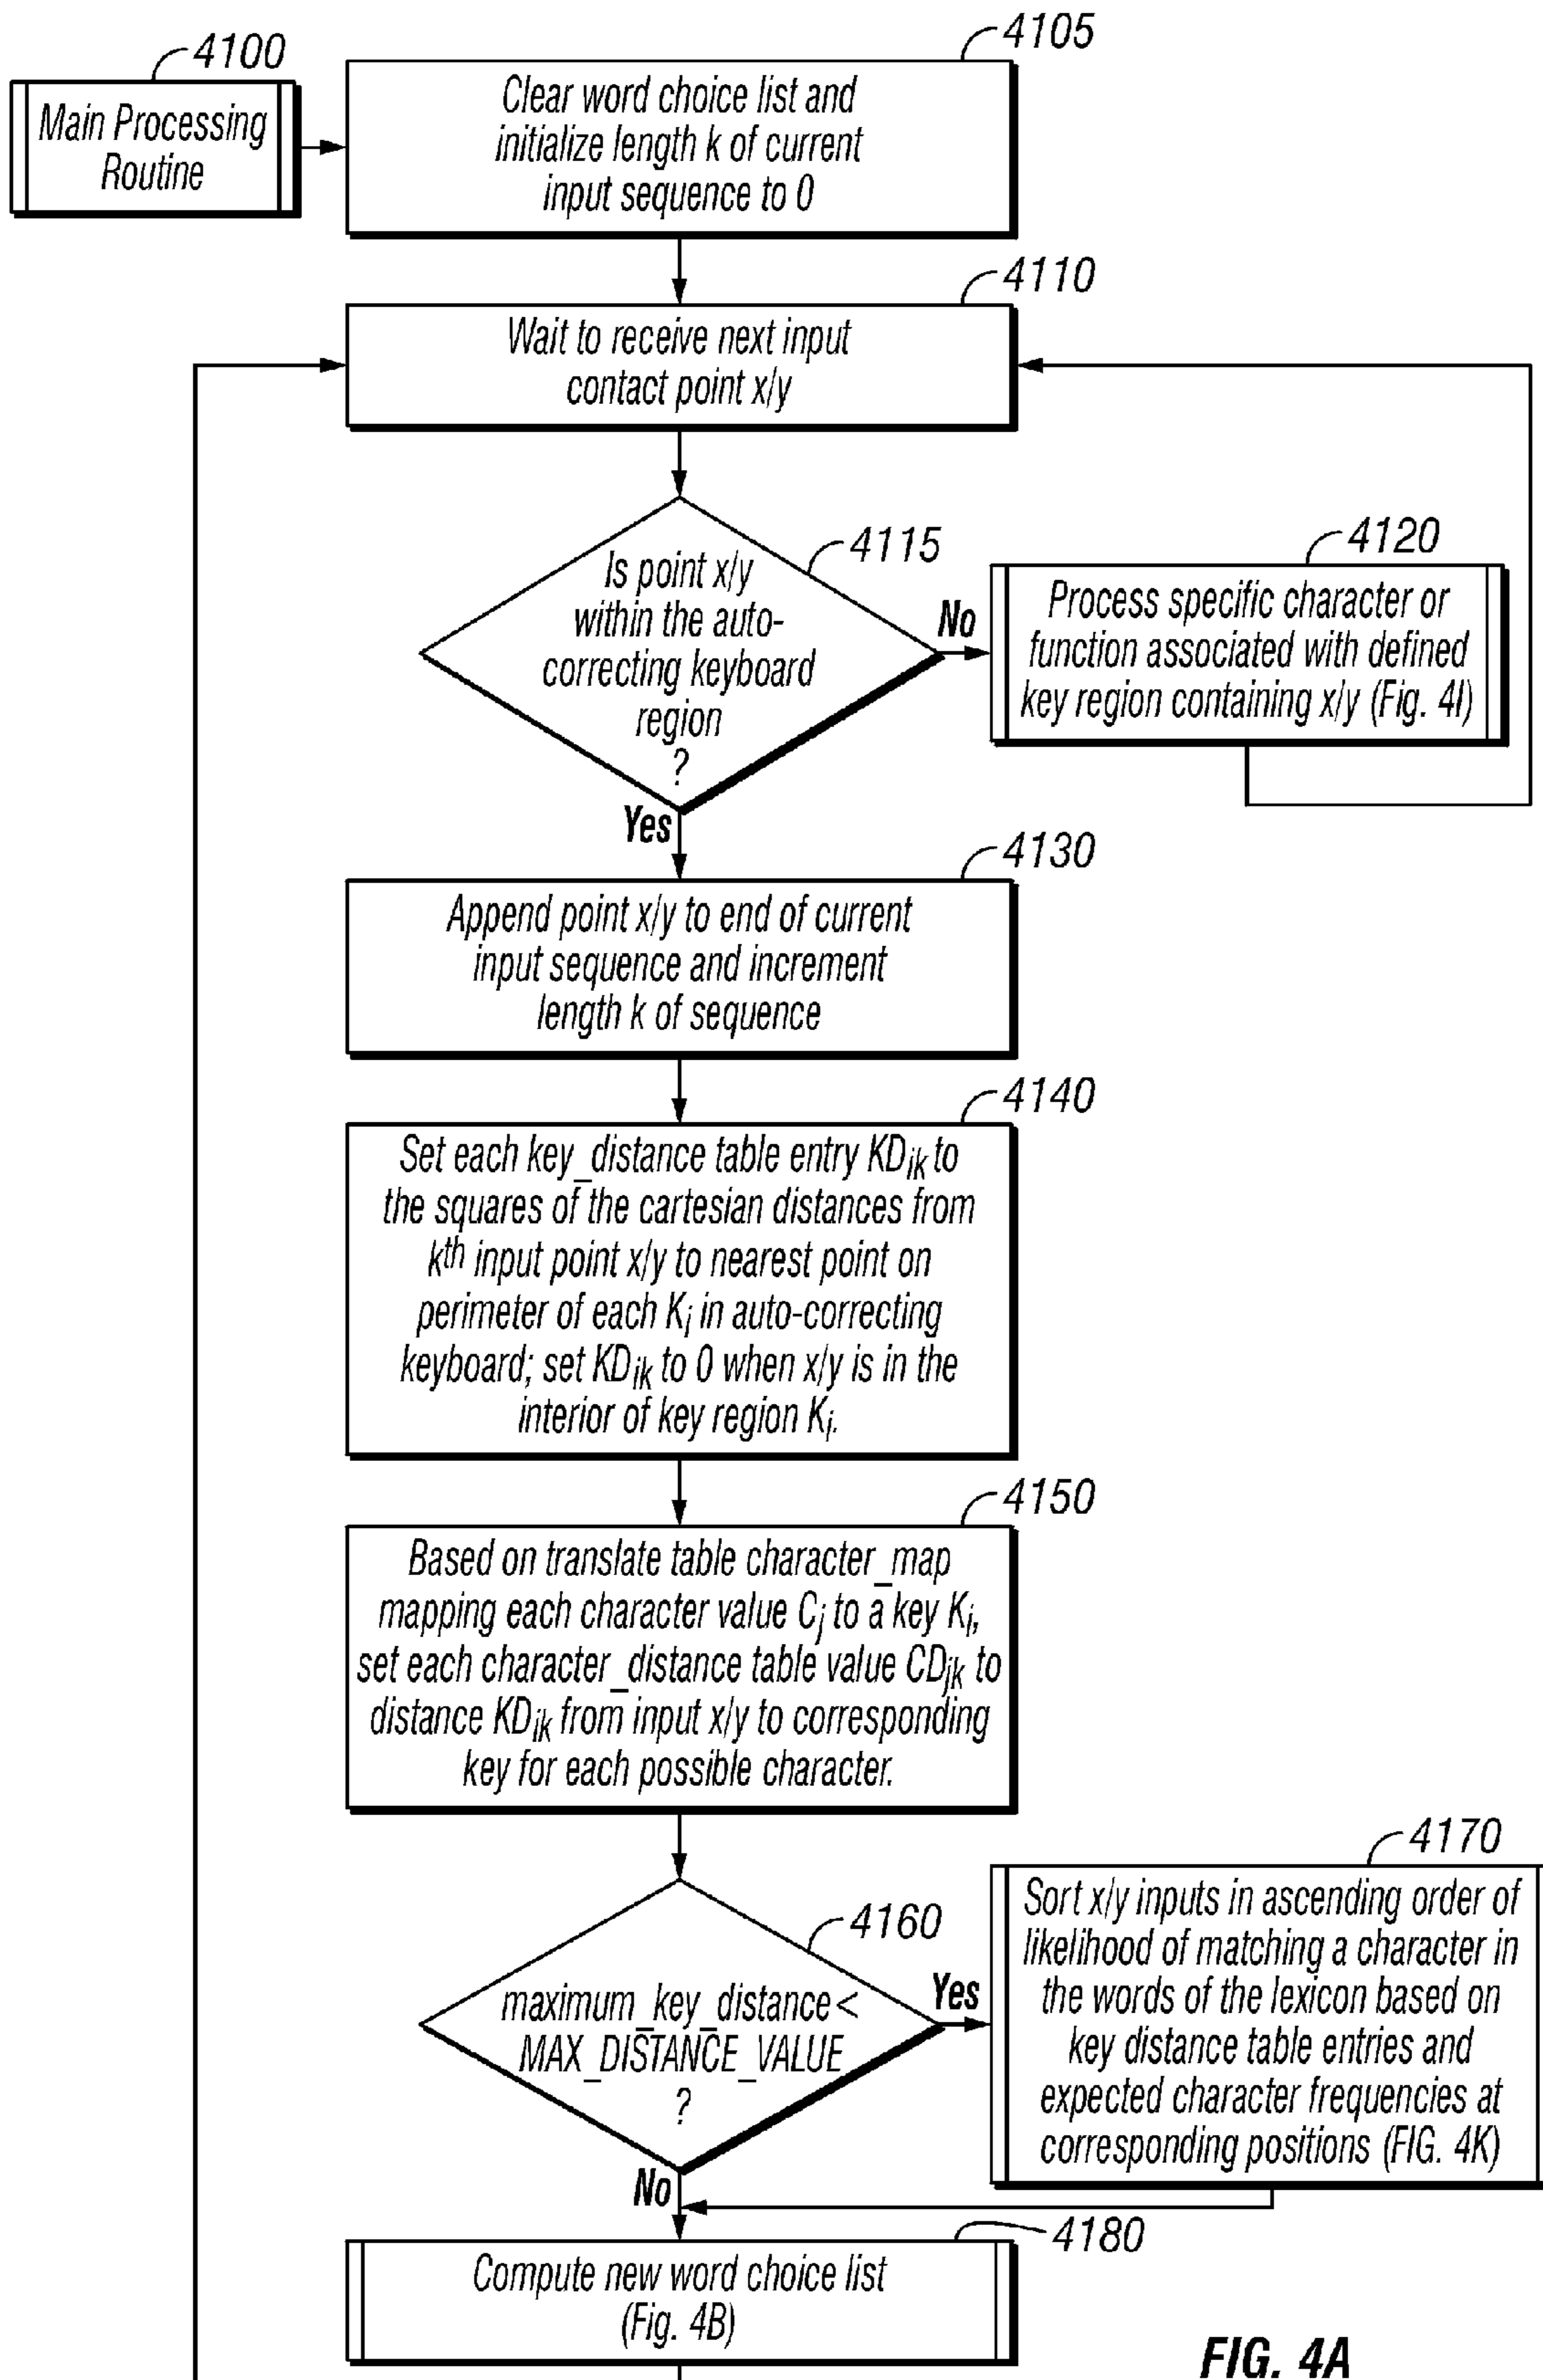 4100
Main Processing
Routine
4105
Clear word choice list and
initialize length k of current
input sequence to 0
4110
Wait to receive next input
contact point x/y
4115
Is point x/y
within the auto-
correcting keyboard
region
?
No
Yes
4120
Process specific character or
function associated with defined
key region containing x/y (Fig. 4I)
4130
Append point x/y to end of current
input sequence and increment
length k of sequence
4140
Set each key_distance table entry KDik to
the squares of the cartesian distances from
kth input point x/y to nearest point on
perimeter of each Ki in auto-correcting
keyboard; set KDik to 0 when x/y is in the
interior of key region Ki.
4150
Based on translate table character_map
mapping each character value Cj to a key Ki,
set each character_distance table value CDjk to
distance KDik from input x/y to corresponding
key for each possible character.
4160
maximum_key_distance <
MAX_DISTANCE_VALUE
?
Yes
No
4170
Sort x/y inputs in ascending order of
likelihood of matching a character in
the words of the lexicon based on
key distance table entries and
expected character frequencies at
corresponding positions (FIG. 4K)
4180
Compute new word choice list
(Fig. 4B)
FIG. 4A